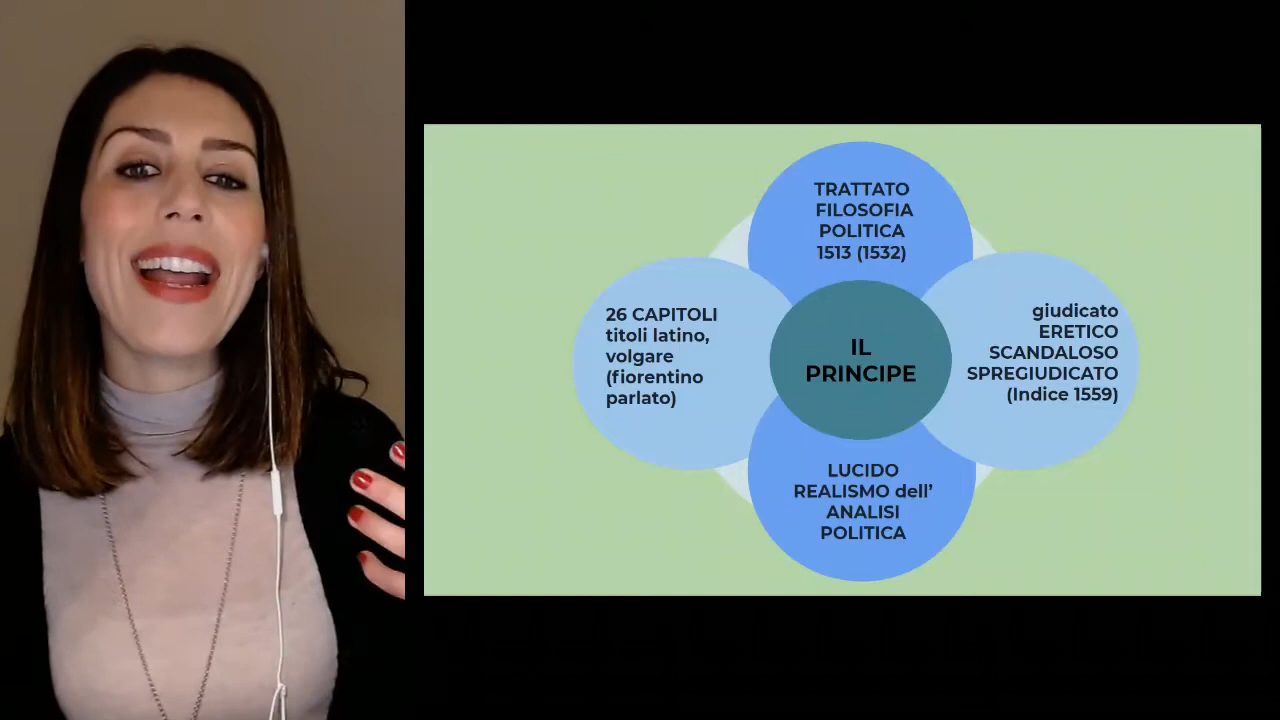 TRATTATO
FILOSOFIA
POLITICA
1513 (1532)
26 CAPITOLI
titoli latino,
volgare
(fiorentino
parlato)
IL
PRINCIPE
giudicato
ERETICO
SCANDALOSO
SPREGIUDICATO
(Indice 1559)
LUCIDO
REALISMO dell'
ANALISI
POLITICA